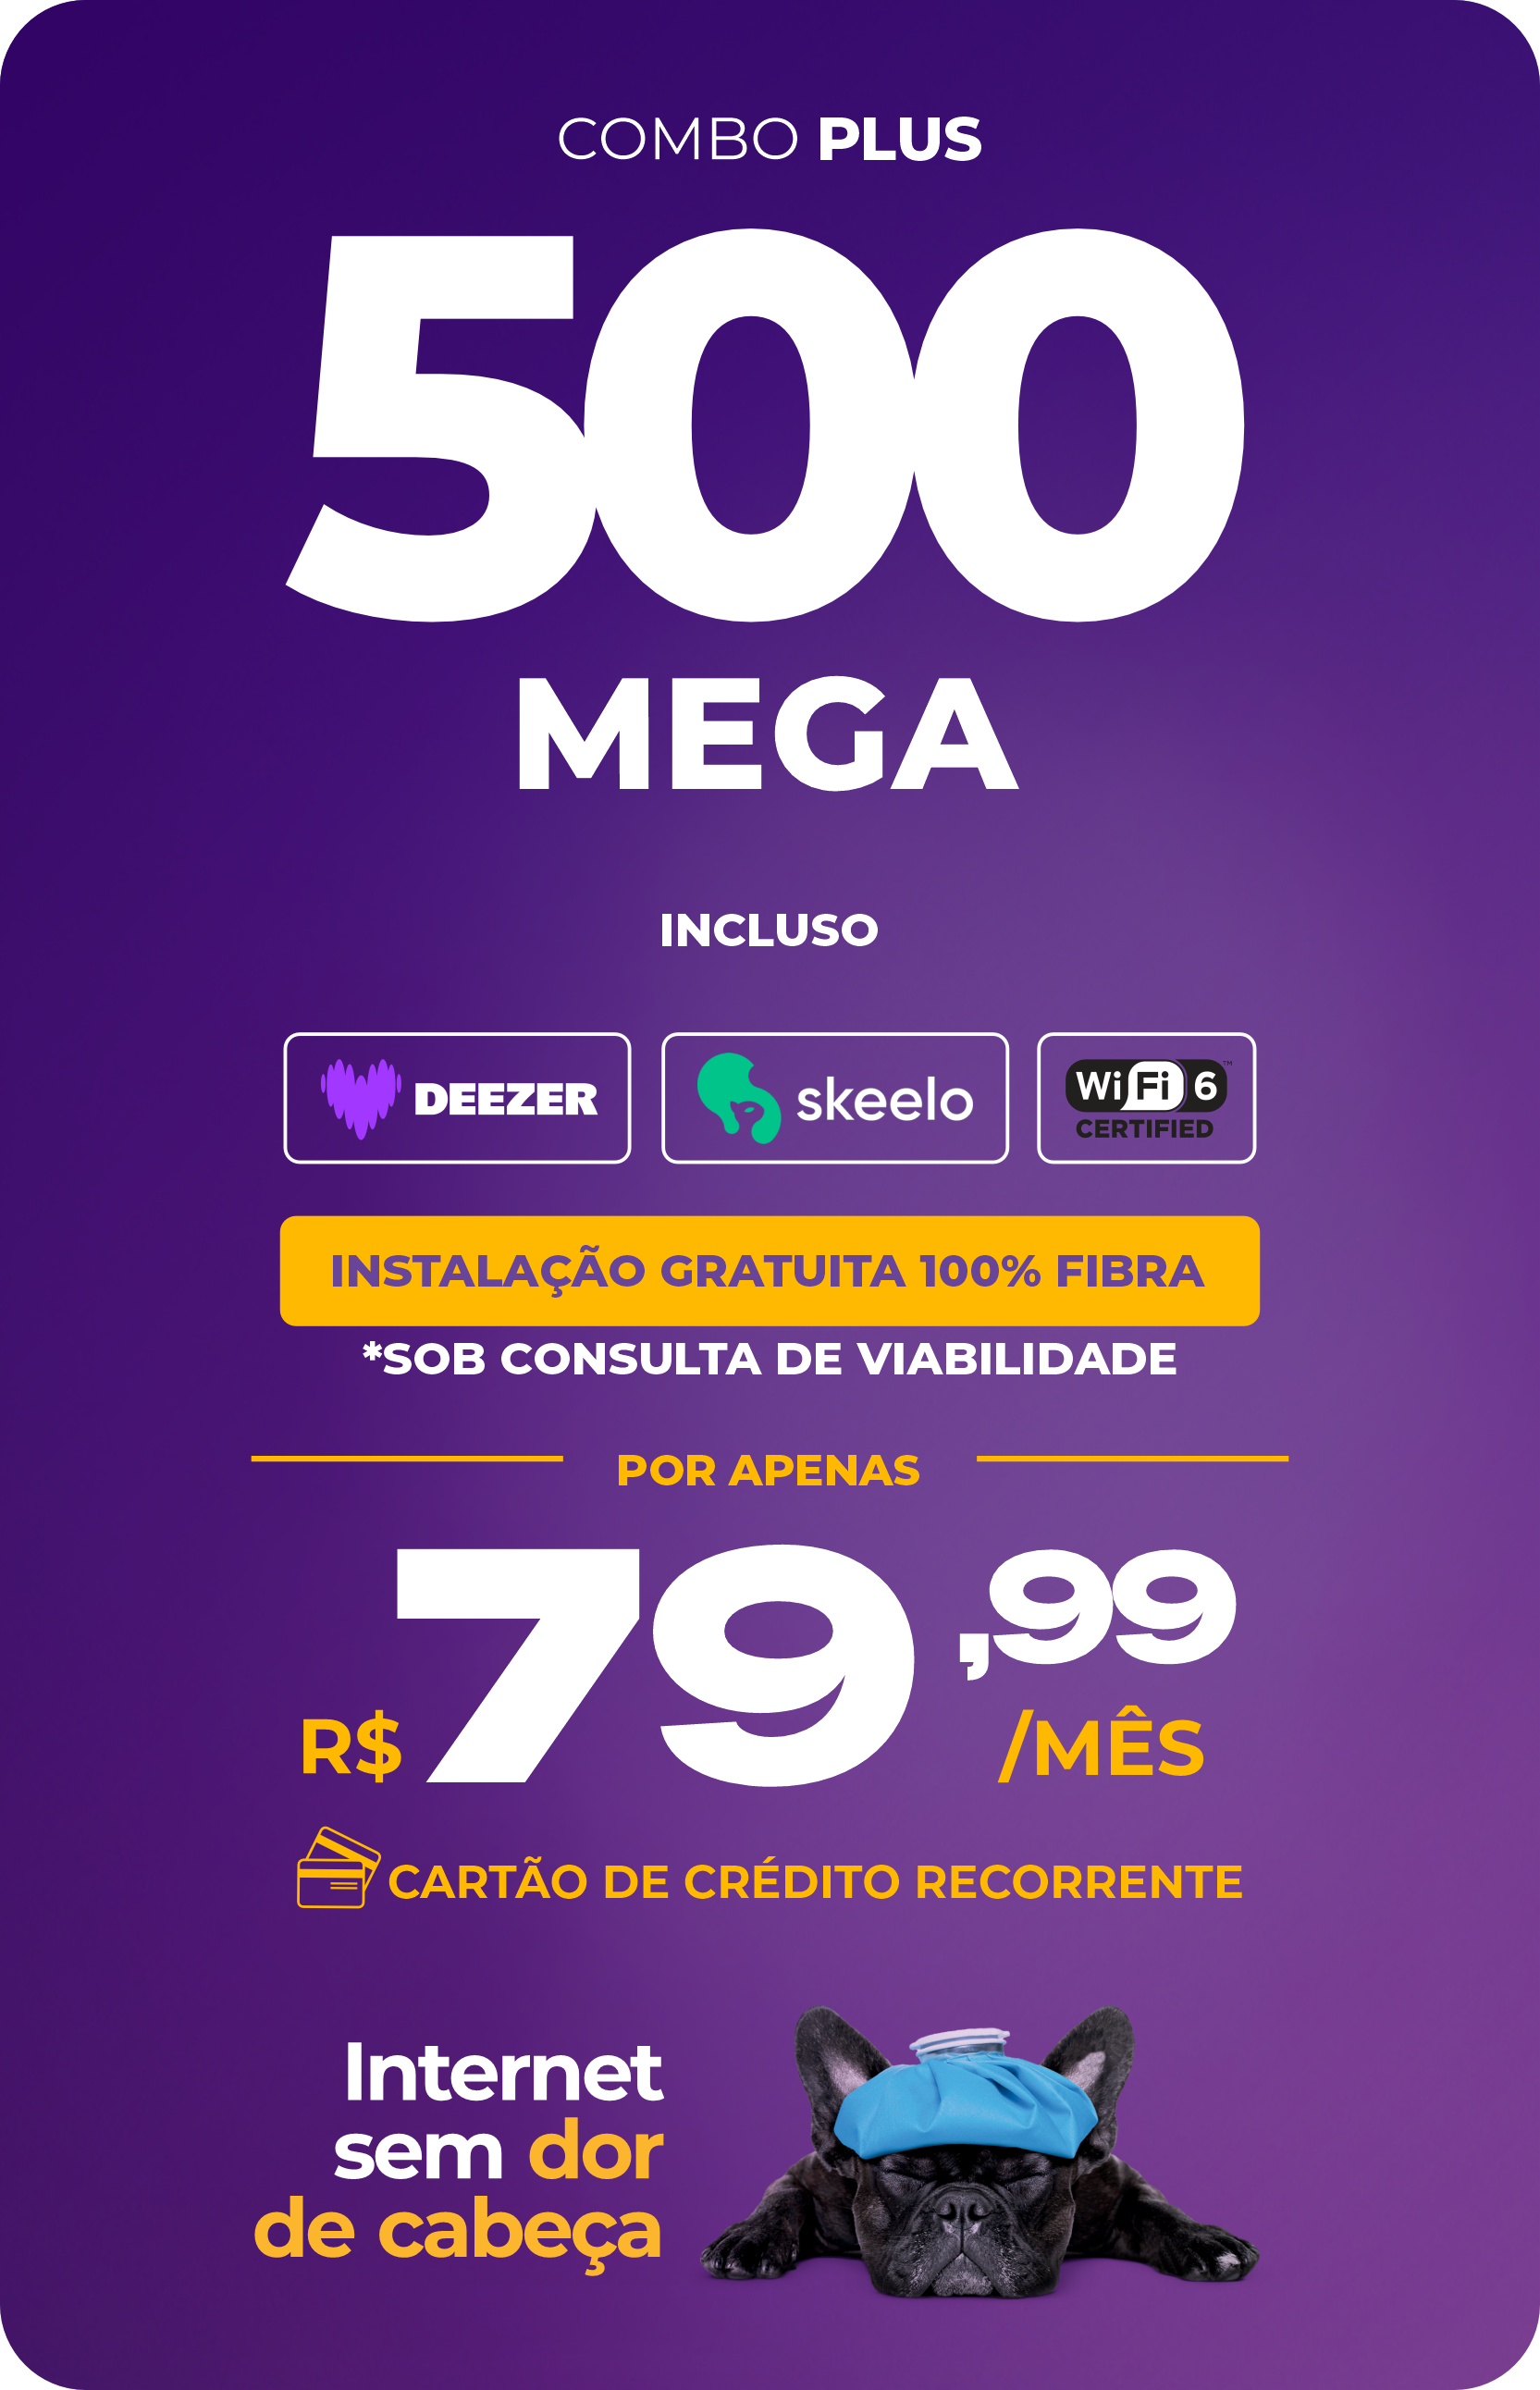 COMBO PLUS
500
MEGA
INCLUSO
DEEZER
skeelo
Wi Fi 6 ™
CERTIFIED
INSTALAÇÃO GRATUITA 100% FIBRA
*SOB CONSULTA DE VIABILIDADE
POR APENAS
R$79,99
/MÊS
CARTÃO DE CRÉDITO RECORRENTE
Internet
sem dor
de cabeça